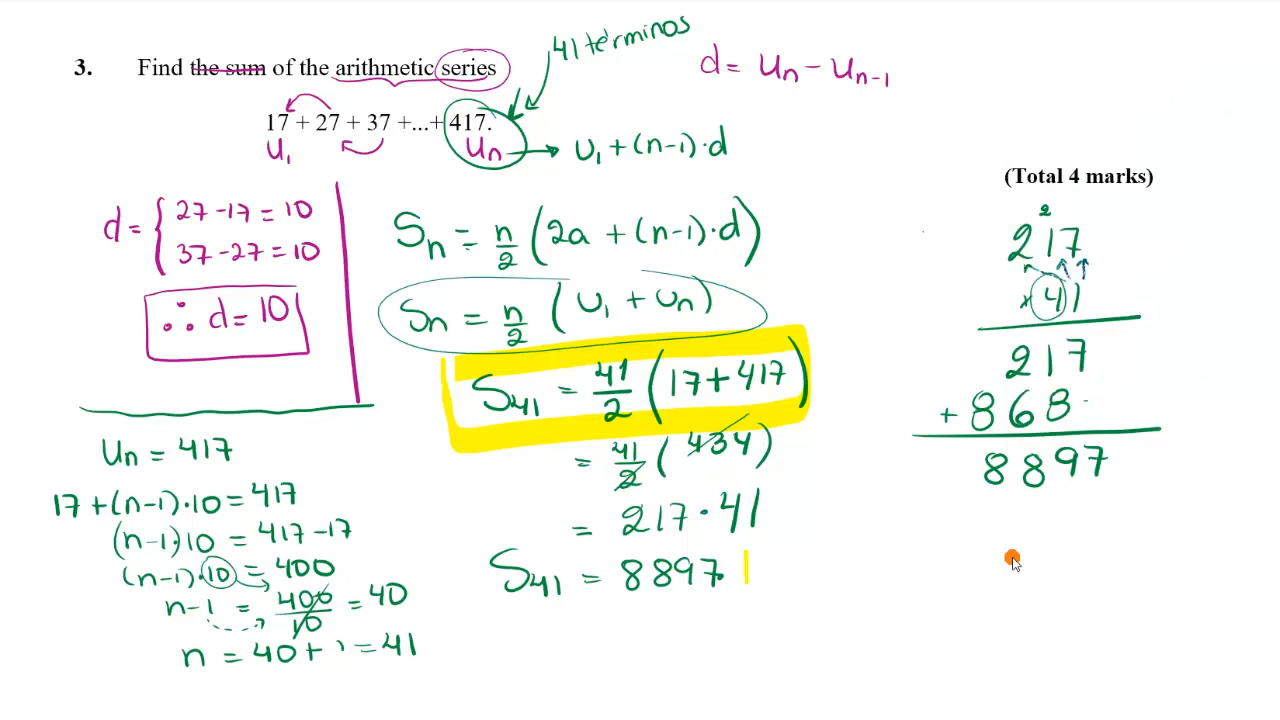 41 términos
3. Find the sum of the arithmetic series
d = Un - Un-1
17 + 27 + 37 +...+ 417.
U1 Un → U1 + (n-1)·d
(Total 4 marks)
d = { 27-17 = 10
37-27 = 10
∴ d = 10
Sn = n/2 (2a + (n-1)·d)
Sn = n/2 (U1 + Un)
S41 = 41/2 (17+417)
= 41/2 (434)
= 217·41
S41 = 8897.
Un = 417
17 + (n-1)·10 = 417
(n-1)10 = 417-17
(n-1)·10 = 400
n-1 = 400/10 = 40
n = 40 + 1 = 41
2
217
×41
217
+ 868·
8897